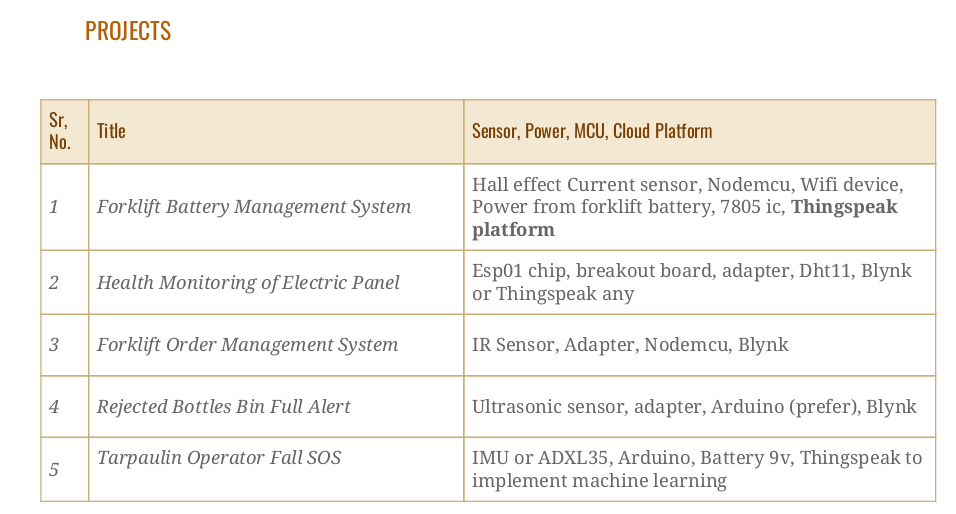 PROJECTS
Sr,
No.
Title
Sensor, Power, MCU, Cloud Platform
1
Forklift Battery Management System
Hall effect Current sensor, Nodemcu, Wifi device,
Power from forklift battery, 7805 ic, Thingspeak
platform
2
Health Monitoring of Electric Panel
Esp01 chip, breakout board, adapter, Dht11, Blynk
or Thingspeak any
3
Forklift Order Management System
IR Sensor, Adapter, Nodemcu, Blynk
4
Rejected Bottles Bin Full Alert
Ultrasonic sensor, adapter, Arduino (prefer), Blynk
5
Tarpaulin Operator Fall SOS
IMU or ADXL35, Arduino, Battery 9v, Thingspeak to
implement machine learning